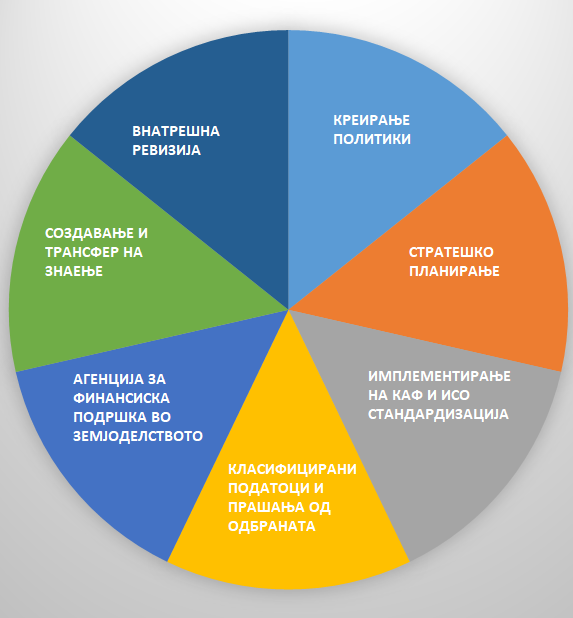 КРЕИРАЊЕ
ПОЛИТИКИ
СТРАТЕШКО
ПЛАНИРАЊЕ
ИМПЛЕМЕНТИРАЊЕ
НА КАФ И ИСО
СТАНДАРДИЗАЦИЈА
КЛАСИФИЦИРАНИ
ПОДАТОЦИ И
ПРАШАЊА ОД
ОДБРАНАТА
АГЕНЦИЈА ЗА
ФИНАНСИСКА
ПОДРШКА ВО
ЗЕМЈОДЕЛСТВОТО
СОЗДАВАЊЕ И
ТРАНСФЕР НА
ЗНАЕЊЕ
ВНАТРЕШНА
РЕВИЗИЈА